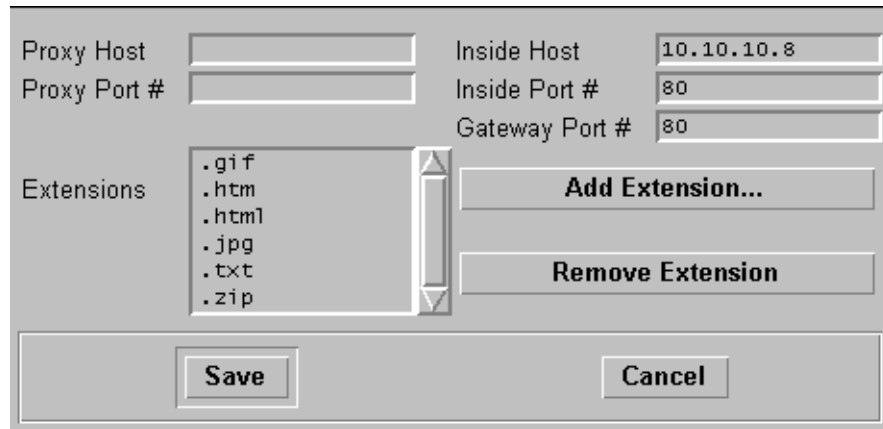 Proxy Host Inside Host 10.10.10.8
Proxy Port # Inside Port # 80
Gateway Port # 80
Extensions
.gif
.htm
.html
.jpg
.txt
.zip
Add Extension...
Remove Extension
Save Cancel